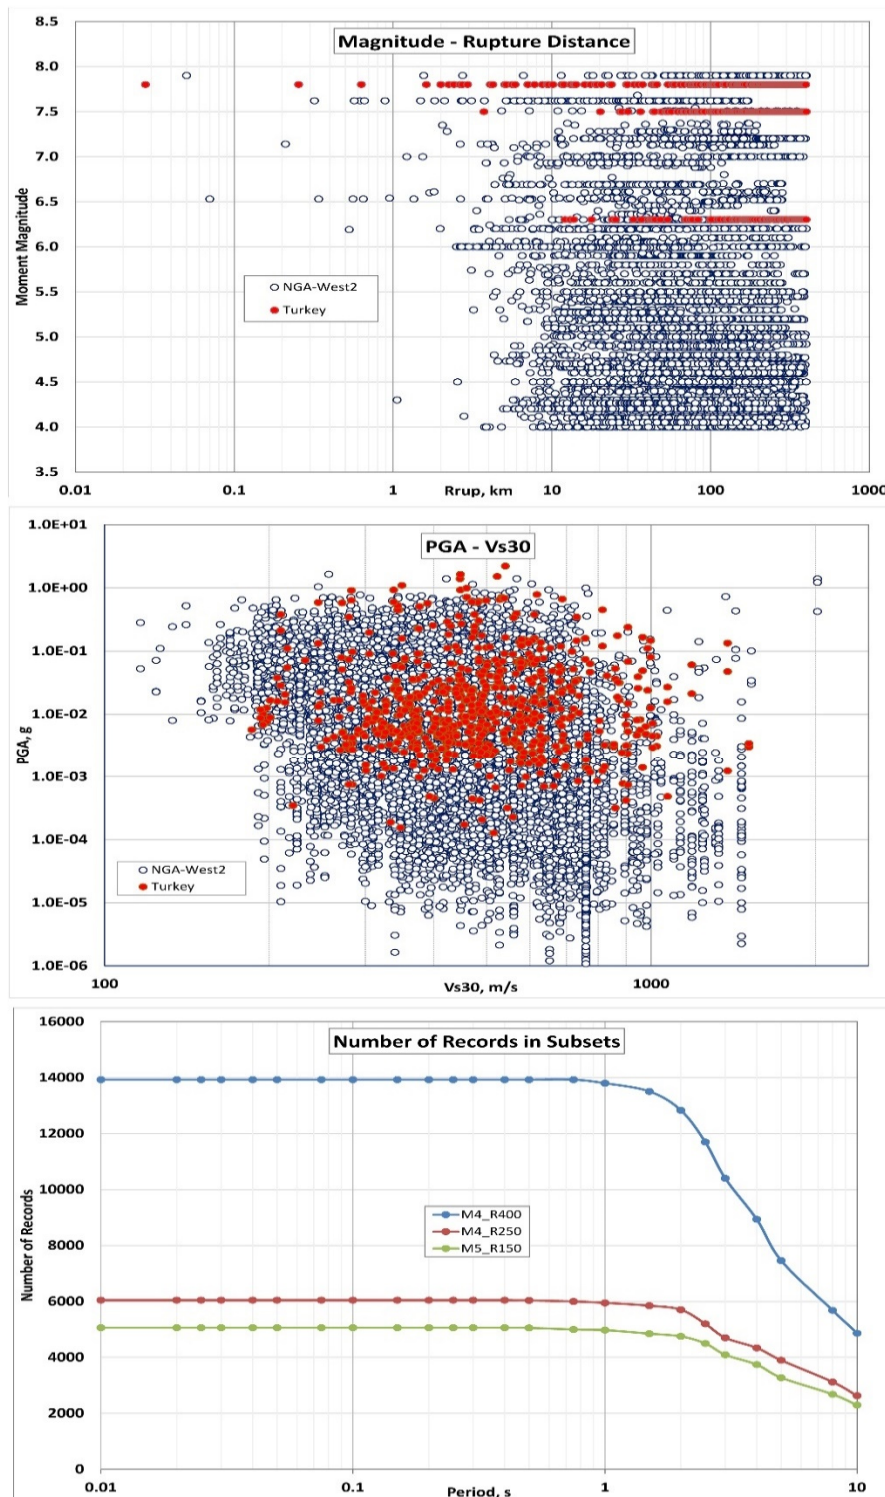 Magnitude - Rupture Distance
8.5
8.0
7.5
7.0
6.5
6.0
5.5
5.0
4.5
4.0
3.5
Moment Magnitude
NGA-West2
Turkey
0.01 0.1 1 10 100 1000
Rrup, km
PGA - Vs30
1.0E+01
1.0E+00
1.0E-01
1.0E-02
1.0E-03
1.0E-04
1.0E-05
1.0E-06
PGA, g
NGA-West2
Turkey
100 1000
Vs30, m/s
Number of Records in Subsets
16000
14000
12000
10000
8000
6000
4000
2000
0
Number of Records
M4_R400
M4_R250
M5_R150
0.01 0.1 1 10
Period, s